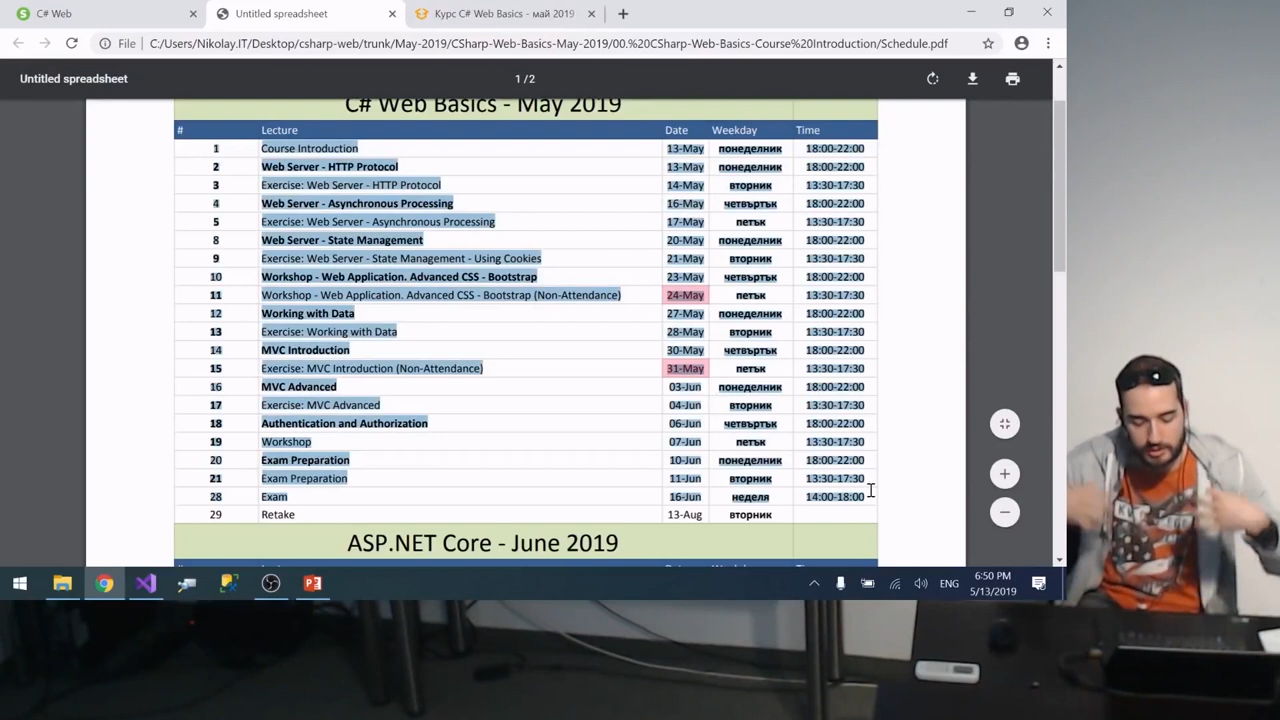 C# Web
Untitled spreadsheet
Курс C# Web Basics - май 2019
File C:/Users/Nikolay.IT/Desktop/csharp-web/trunk/May-2019/CSharp-Web-Basics-May-2019/00.%20CSharp-Web-Basics-Course%20Introduction/Schedule.pdf
Untitled spreadsheet 1 / 2
C# Web Basics - May 2019
# Lecture Date Weekday Time
1 Course Introduction 13-May понеделник 18:00-22:00
2 Web Server - HTTP Protocol 13-May понеделник 18:00-22:00
3 Exercise: Web Server - HTTP Protocol 14-May вторник 13:30-17:30
4 Web Server - Asynchronous Processing 16-May четвъртък 18:00-22:00
5 Exercise: Web Server - Asynchronous Processing 17-May петък 13:30-17:30
8 Web Server - State Management 20-May понеделник 18:00-22:00
9 Exercise: Web Server - State Management - Using Cookies 21-May вторник 13:30-17:30
10 Workshop - Web Application. Advanced CSS - Bootstrap 23-May четвъртък 18:00-22:00
11 Workshop - Web Application. Advanced CSS - Bootstrap (Non-Attendance) 24-May петък 13:30-17:30
12 Working with Data 27-May понеделник 18:00-22:00
13 Exercise: Working with Data 28-May вторник 13:30-17:30
14 MVC Introduction 30-May четвъртък 18:00-22:00
15 Exercise: MVC Introduction (Non-Attendance) 31-May петък 13:30-17:30
16 MVC Advanced 03-Jun понеделник 18:00-22:00
17 Exercise: MVC Advanced 04-Jun вторник 13:30-17:30
18 Authentication and Authorization 06-Jun четвъртък 18:00-22:00
19 Workshop 07-Jun петък 13:30-17:30
20 Exam Preparation 10-Jun понеделник 18:00-22:00
21 Exam Preparation 11-Jun вторник 13:30-17:30
28 Exam 16-Jun неделя 14:00-18:00
29 Retake 13-Aug вторник
ASP.NET Core - June 2019
ENG
6:50 PM
5/13/2019